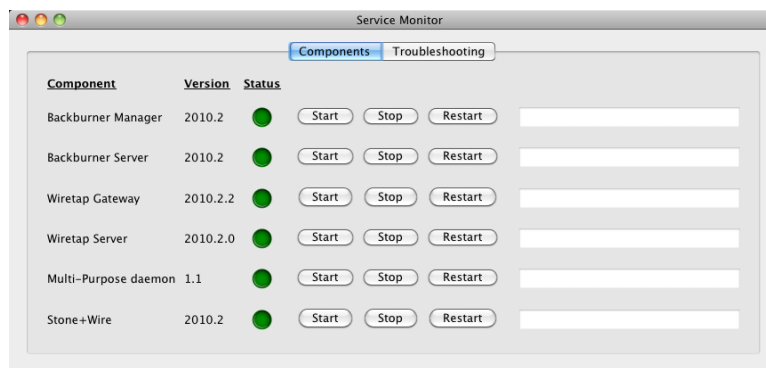 Service Monitor
Components Troubleshooting
Component Version Status
Backburner Manager 2010.2 Start Stop Restart
Backburner Server 2010.2 Start Stop Restart
Wiretap Gateway 2010.2.2 Start Stop Restart
Wiretap Server 2010.2.0 Start Stop Restart
Multi-Purpose daemon 1.1 Start Stop Restart
Stone+Wire 2010.2 Start Stop Restart